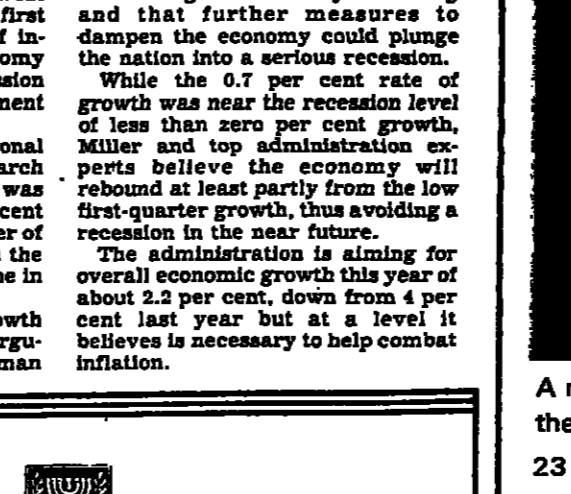 first
f in-
omy
ssion
ment
onal
arch
was
cent
er of
the
ne in
owth
rgu-
man
and that further measures to
dampen the economy could plunge
the nation into a serious recession.
While the 0.7 per cent rate of
growth was near the recession level
of less than zero per cent growth,
Miller and top administration ex-
perts believe the economy will
rebound at least partly from the low
first-quarter growth, thus avoiding a
recession in the near future.
The administration is aiming for
overall economic growth this year of
about 2.2 per cent, down from 4 per
cent last year but at a level it
believes is necessary to help combat
inflation.
A
the
23